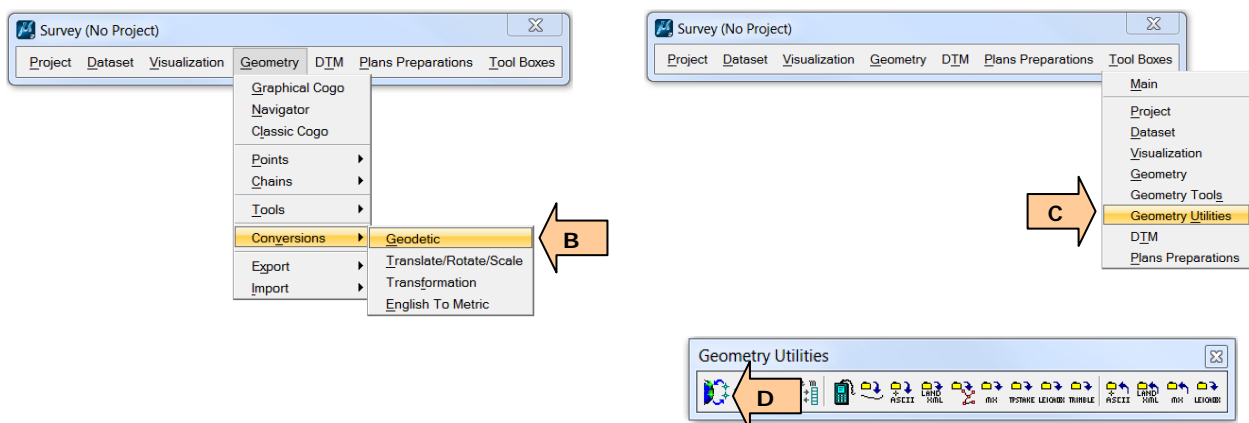 Survey (No Project)
Project Dataset Visualization Geometry DTM Plans Preparations Tool Boxes
Graphical Cogo
Navigator
Classic Cogo
Points
Chains
Tools
Conversions
Export
Import
Geodetic
Translate/Rotate/Scale
Transformation
English To Metric
B
Survey (No Project)
Project Dataset Visualization Geometry DTM Plans Preparations Tool Boxes
Main
Project
Dataset
Visualization
Geometry
Geometry Tools
Geometry Utilities
DTM
Plans Preparations
C
Geometry Utilities
D
m
ASCII LAND XML MX TPSTAKE TRIMBLE ASCII LAND XML MX